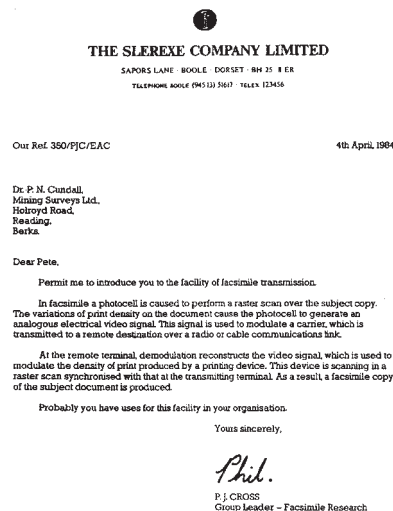 THE SLEREXE COMPANY LIMITED
SAPORS LANE · BOOLE · DORSET · BH 25 8 ER
TELEPHONE BOOLE (945 13) 51617 · TELEX 123456
Our Ref. 350/PJC/EAC 4th April, 1984
Dr. P. N. Cundall,
Mining Surveys Ltd.,
Holroyd Road,
Reading,
Berks.
Dear Pete,
Permit me to introduce you to the facility of facsimile transmission.
In facsimile a photocell is caused to perform a raster scan over the subject copy.
The variations of print density on the document cause the photocell to generate an
analogous electrical video signal. This signal is used to modulate a carrier, which is
transmitted to a remote destination over a radio or cable communications link.
At the remote terminal, demodulation reconstructs the video signal, which is used to
modulate the density of print produced by a printing device. This device is scanning in a
raster scan synchronised with that at the transmitting terminal. As a result, a facsimile copy
of the subject document is produced.
Probably you have uses for this facility in your organisation.
Yours sincerely,
Phil.
P. J. CROSS
Group Leader – Facsimile Research